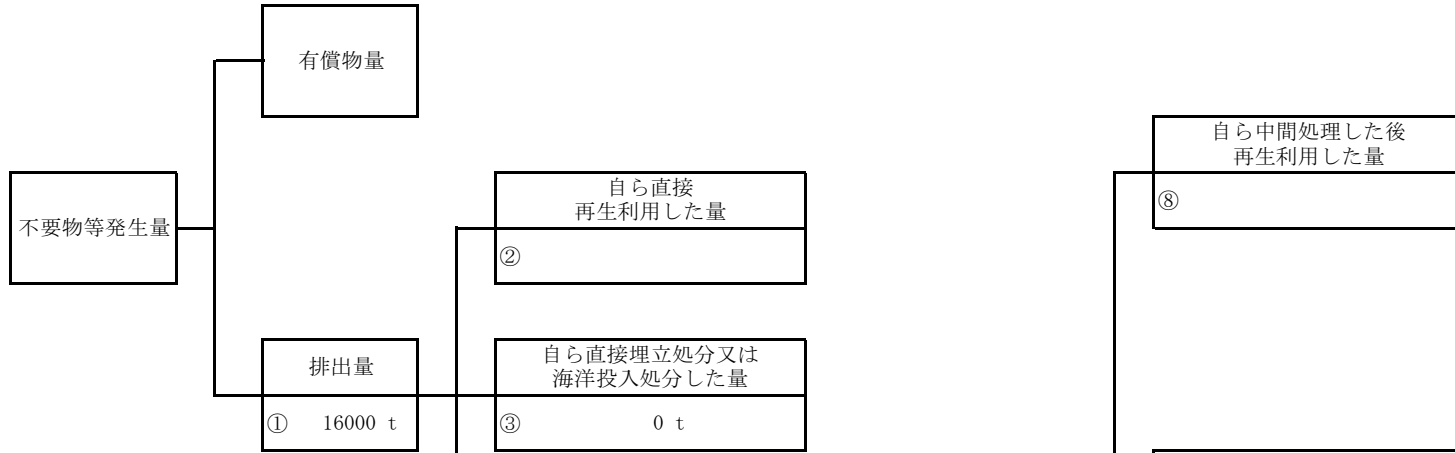 有償物量
自ら中間処理した後
再生利用した量
⑧
不要物等発生量
自ら直接
再生利用した量
②
排出量
① 16000 t
自ら直接埋立処分又は
海洋投入処分した量
③ 0 t